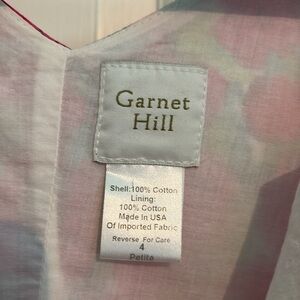 Garnet
Hill
Shell:100% Cotton
Lining:
100% Cotton
Made In USA
Of Imported Fabric
Reverse For Care
4
Petite